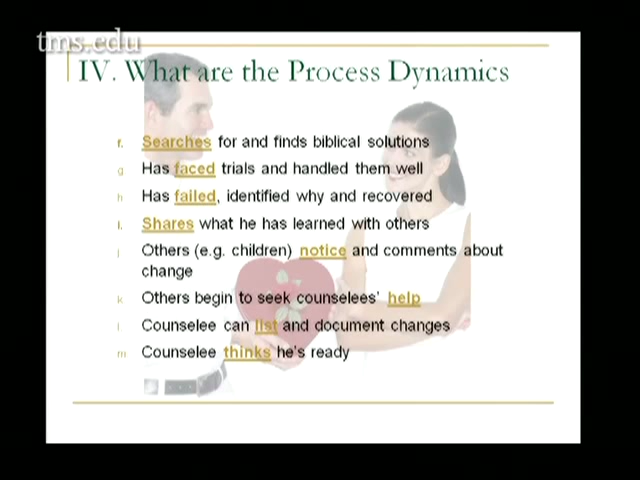 tms.edu
IV. What are the Process Dynamics
f. Searches for and finds biblical solutions
g Has faced trials and handled them well
h Has failed, identified why and recovered
I. Shares what he has learned with others
j Others (e.g. children) notice and comments about
change
k Others begin to seek counselees' help
l Counselee can list and document changes
m Counselee thinks he's ready